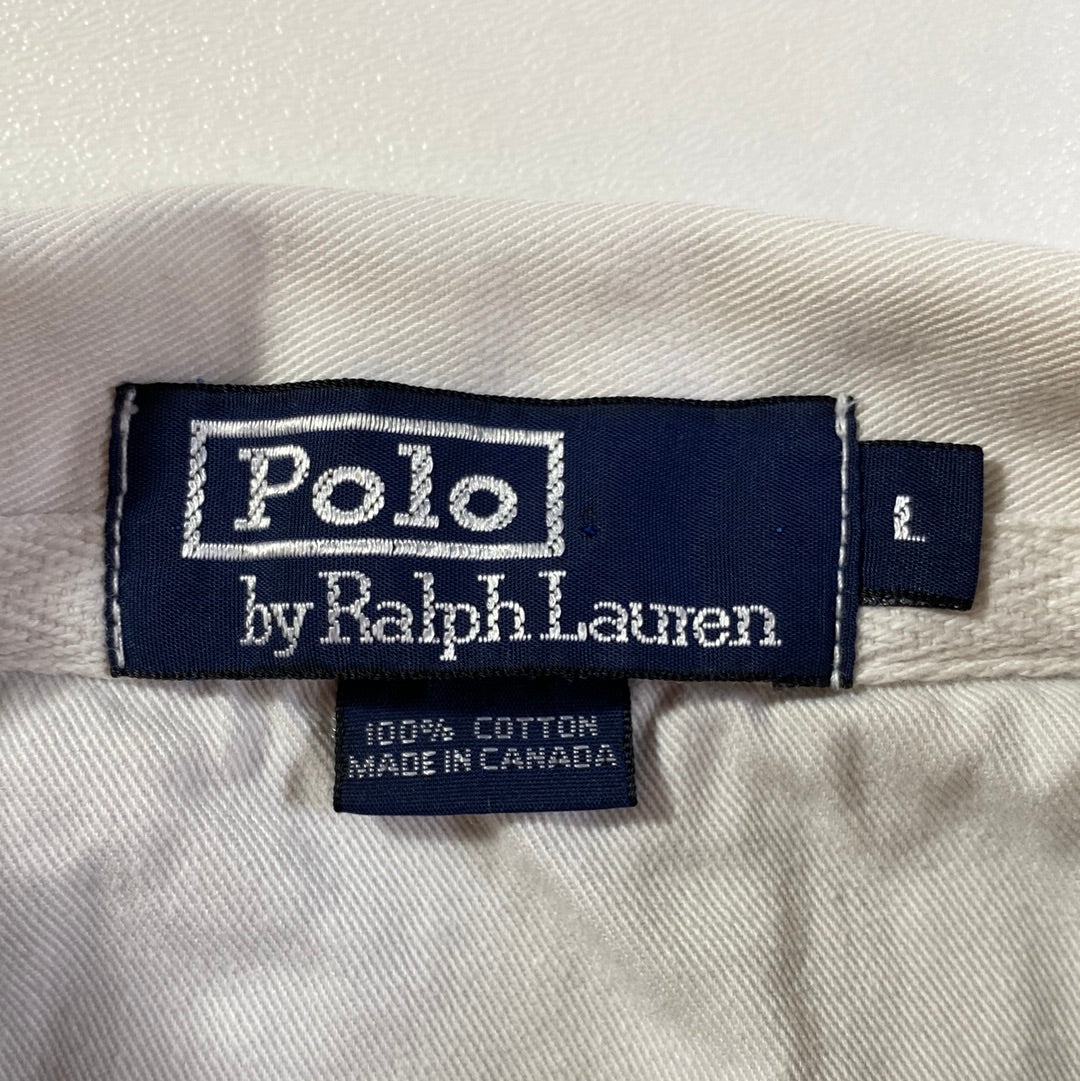 Polo
by Ralph Lauren
L
100% COTTON
MADE IN CANADA